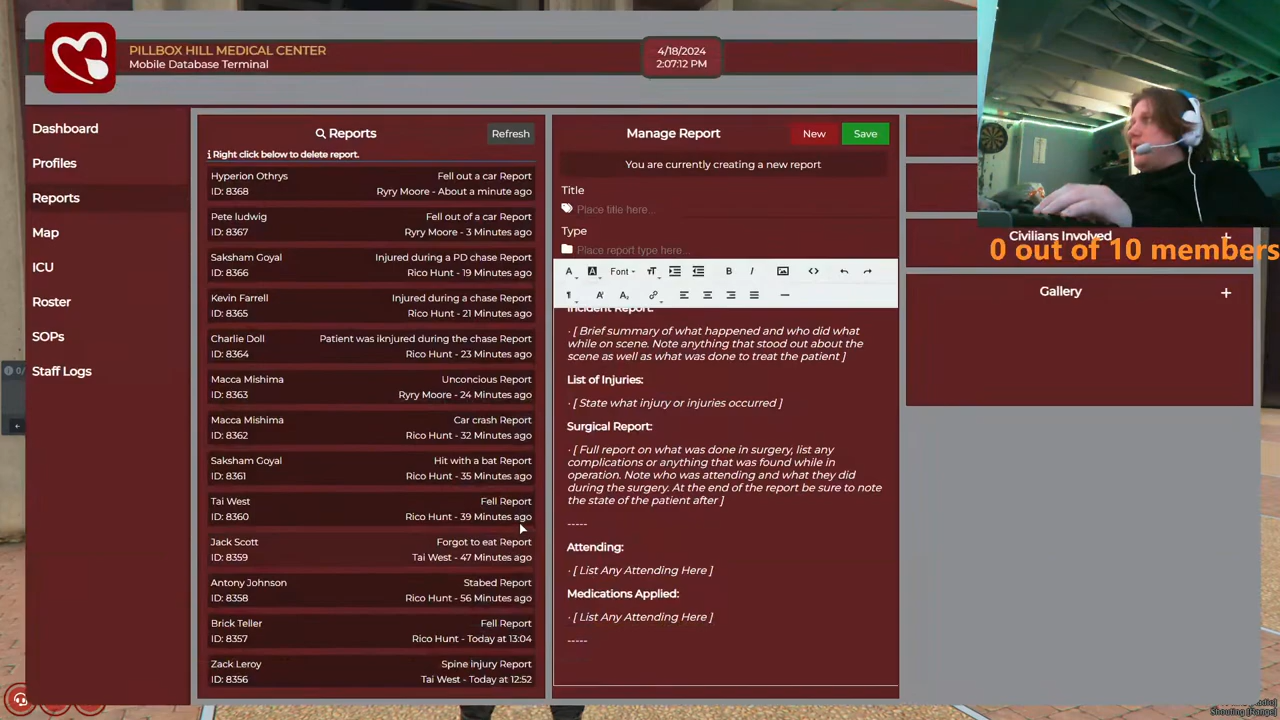 PILLBOX HILL MEDICAL CENTER
Mobile Database Terminal
4/18/2024
2:07:12 PM
Dashboard
Profiles
Reports
Map
ICU
Roster
SOPs
Staff Logs
Reports
Refresh
Right click below to delete report.
Hyperion Othrys Fell out a car Report
ID: 8368 Ryry Moore - About a minute ago
Pete ludwig Fell out of a car Report
ID: 8367 Ryry Moore - 3 Minutes ago
Saksham Goyal Injured during a PD chase Report
ID: 8366 Rico Hunt - 19 Minutes ago
Kevin Farrell Injured during a chase Report
ID: 8365 Rico Hunt - 21 Minutes ago
Charlie Doll Patient was iknjured during the chase Report
ID: 8364 Rico Hunt - 23 Minutes ago
Macca Mishima Unconcious Report
ID: 8363 Ryry Moore - 24 Minutes ago
Macca Mishima Car crash Report
ID: 8362 Rico Hunt - 32 Minutes ago
Saksham Goyal Hit with a bat Report
ID: 8361 Rico Hunt - 35 Minutes ago
Tai West Fell Report
ID: 8360 Rico Hunt - 39 Minutes ago
Jack Scott Forgot to eat Report
ID: 8359 Tai West - 47 Minutes ago
Antony Johnson Stabed Report
ID: 8358 Rico Hunt - 56 Minutes ago
Brick Teller Fell Report
ID: 8357 Rico Hunt - Today at 13:04
Zack Leroy Spine injury Report
ID: 8356 Tai West - Today at 12:52
Manage Report
New
Save
You are currently creating a new report
Title
Place title here...
Type
Place report type here...
Font
Incident Report:
· [ Brief summary of what happened and who did what
while on scene. Note anything that stood out about the
scene as well as what was done to treat the patient ]
List of Injuries:
· [ State what injury or injuries occurred ]
Surgical Report:
· [ Full report on what was done in surgery, list any
complications or anything that was found while in
operation. Note who was attending and what they did
during the surgery. At the end of the report be sure to note
the state of the patient after ]
-----
Attending:
· [ List Any Attending Here ]
Medications Applied:
· [ List Any Attending Here ]
-----
Civilians Involved
0 out of 10 members
Gallery
Shouting [Range]